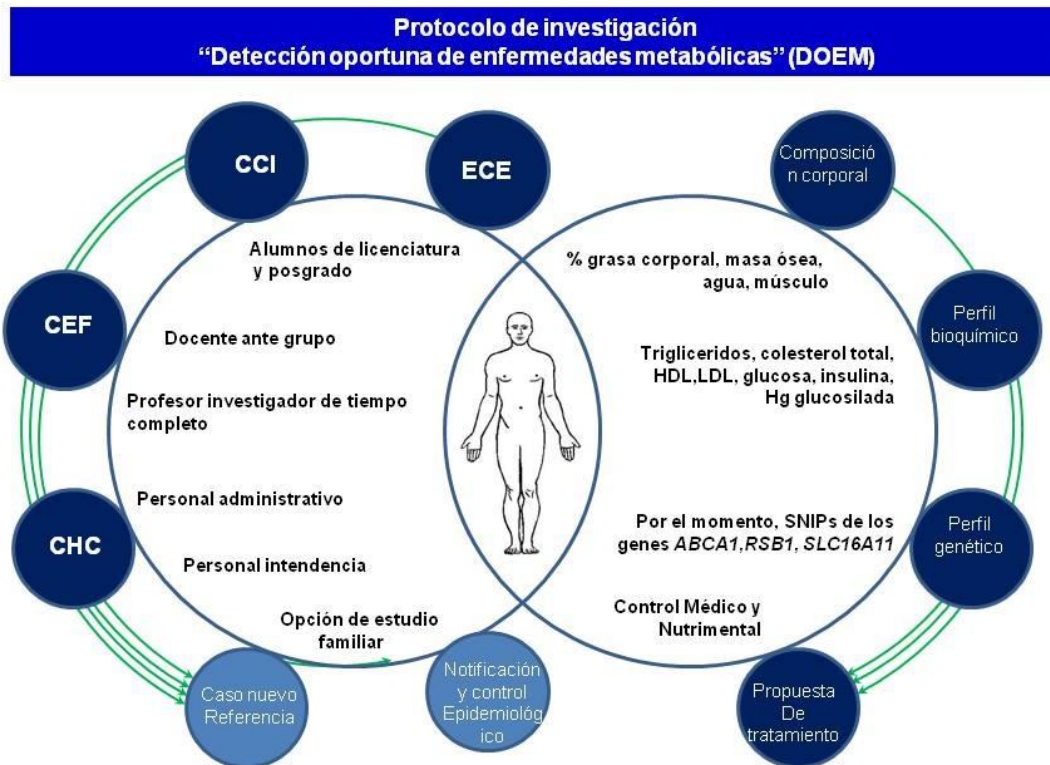 Protocolo de investigación
“Detección oportuna de enfermedades metabólicas” (DOEM)
CCI
ECE
CEF
CHC
Caso nuevo
Referencia
Notificación
y control
Epidemiológ
ico
Alumnos de licenciatura
y posgrado
Docente ante grupo
Profesor investigador de tiempo
completo
Personal administrativo
Personal intendencia
Opción de estudio
familiar
Composició
n corporal
Perfil
bioquímico
Perfil
genético
Propuesta
De
tratamiento
% grasa corporal, masa ósea,
agua, músculo
Trigliceridos, colesterol total,
HDL,LDL, glucosa, insulina,
Hg glucosilada
Por el momento, SNIPs de los
genes ABCA1,RSB1, SLC16A11
Control Médico y
Nutrimental